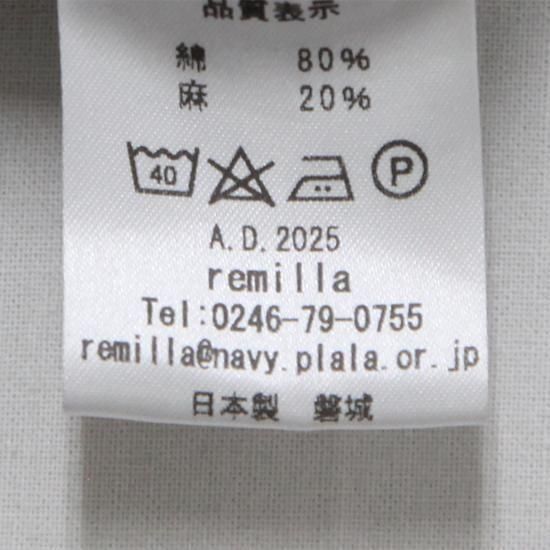 品質表示
綿 80%
麻 20%
40 P
A.D.2025
remilla
Tel:0246-79-0755
remilla@navy.plala.or.jp
日本製 磐城